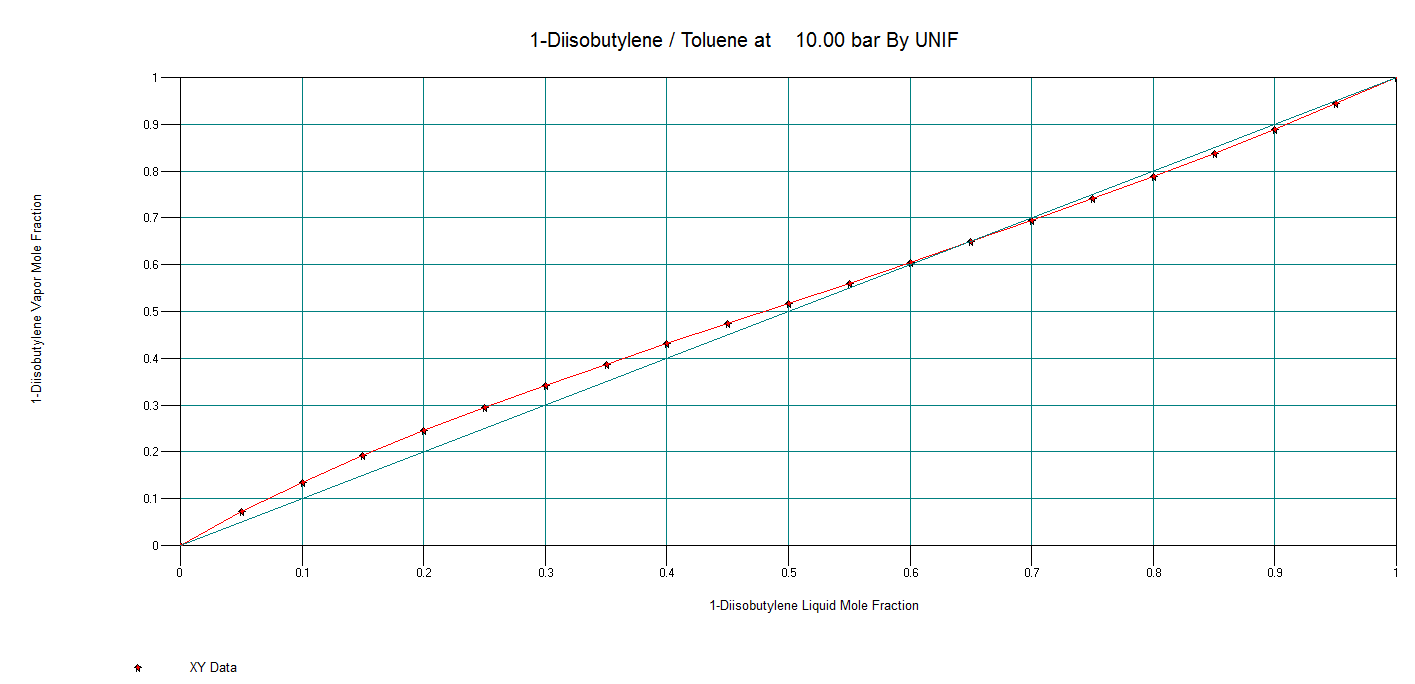 1-Diisobutylene / Toluene at 10.00 bar By UNIF
1-Diisobutylene Vapor Mole Fraction
1
0.9
0.8
0.7
0.6
0.5
0.4
0.3
0.2
0.1
0
0 0.1 0.2 0.3 0.4 0.5 0.6 0.7 0.8 0.9 1
1-Diisobutylene Liquid Mole Fraction
XY Data